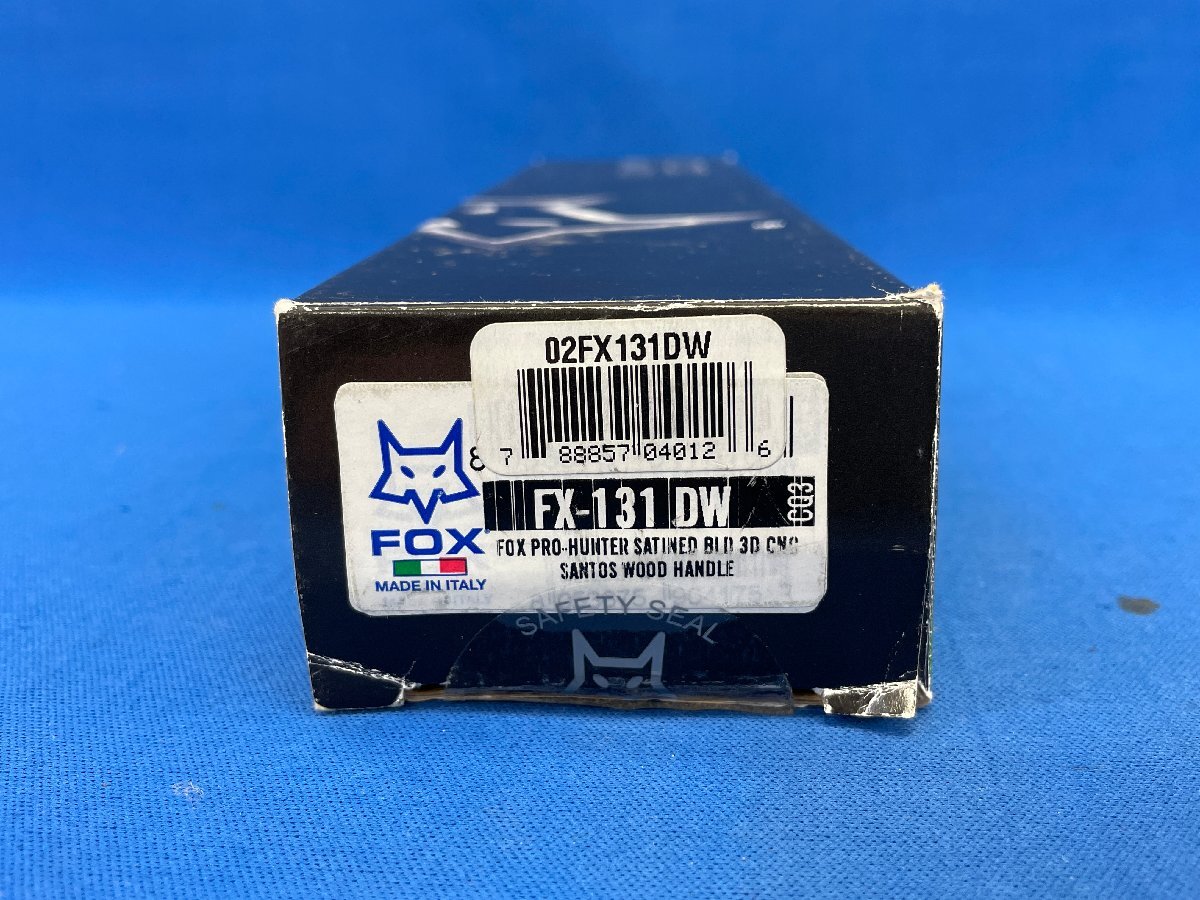 02FX131DW
8 7 88857 04012 6
FX-131 DW
CQ3
FOX
FOX PRO-HUNTER SATINED BLD 3D CNC
SANTOS WOOD HANDLE
MADE IN ITALY
SAFETY SEAL